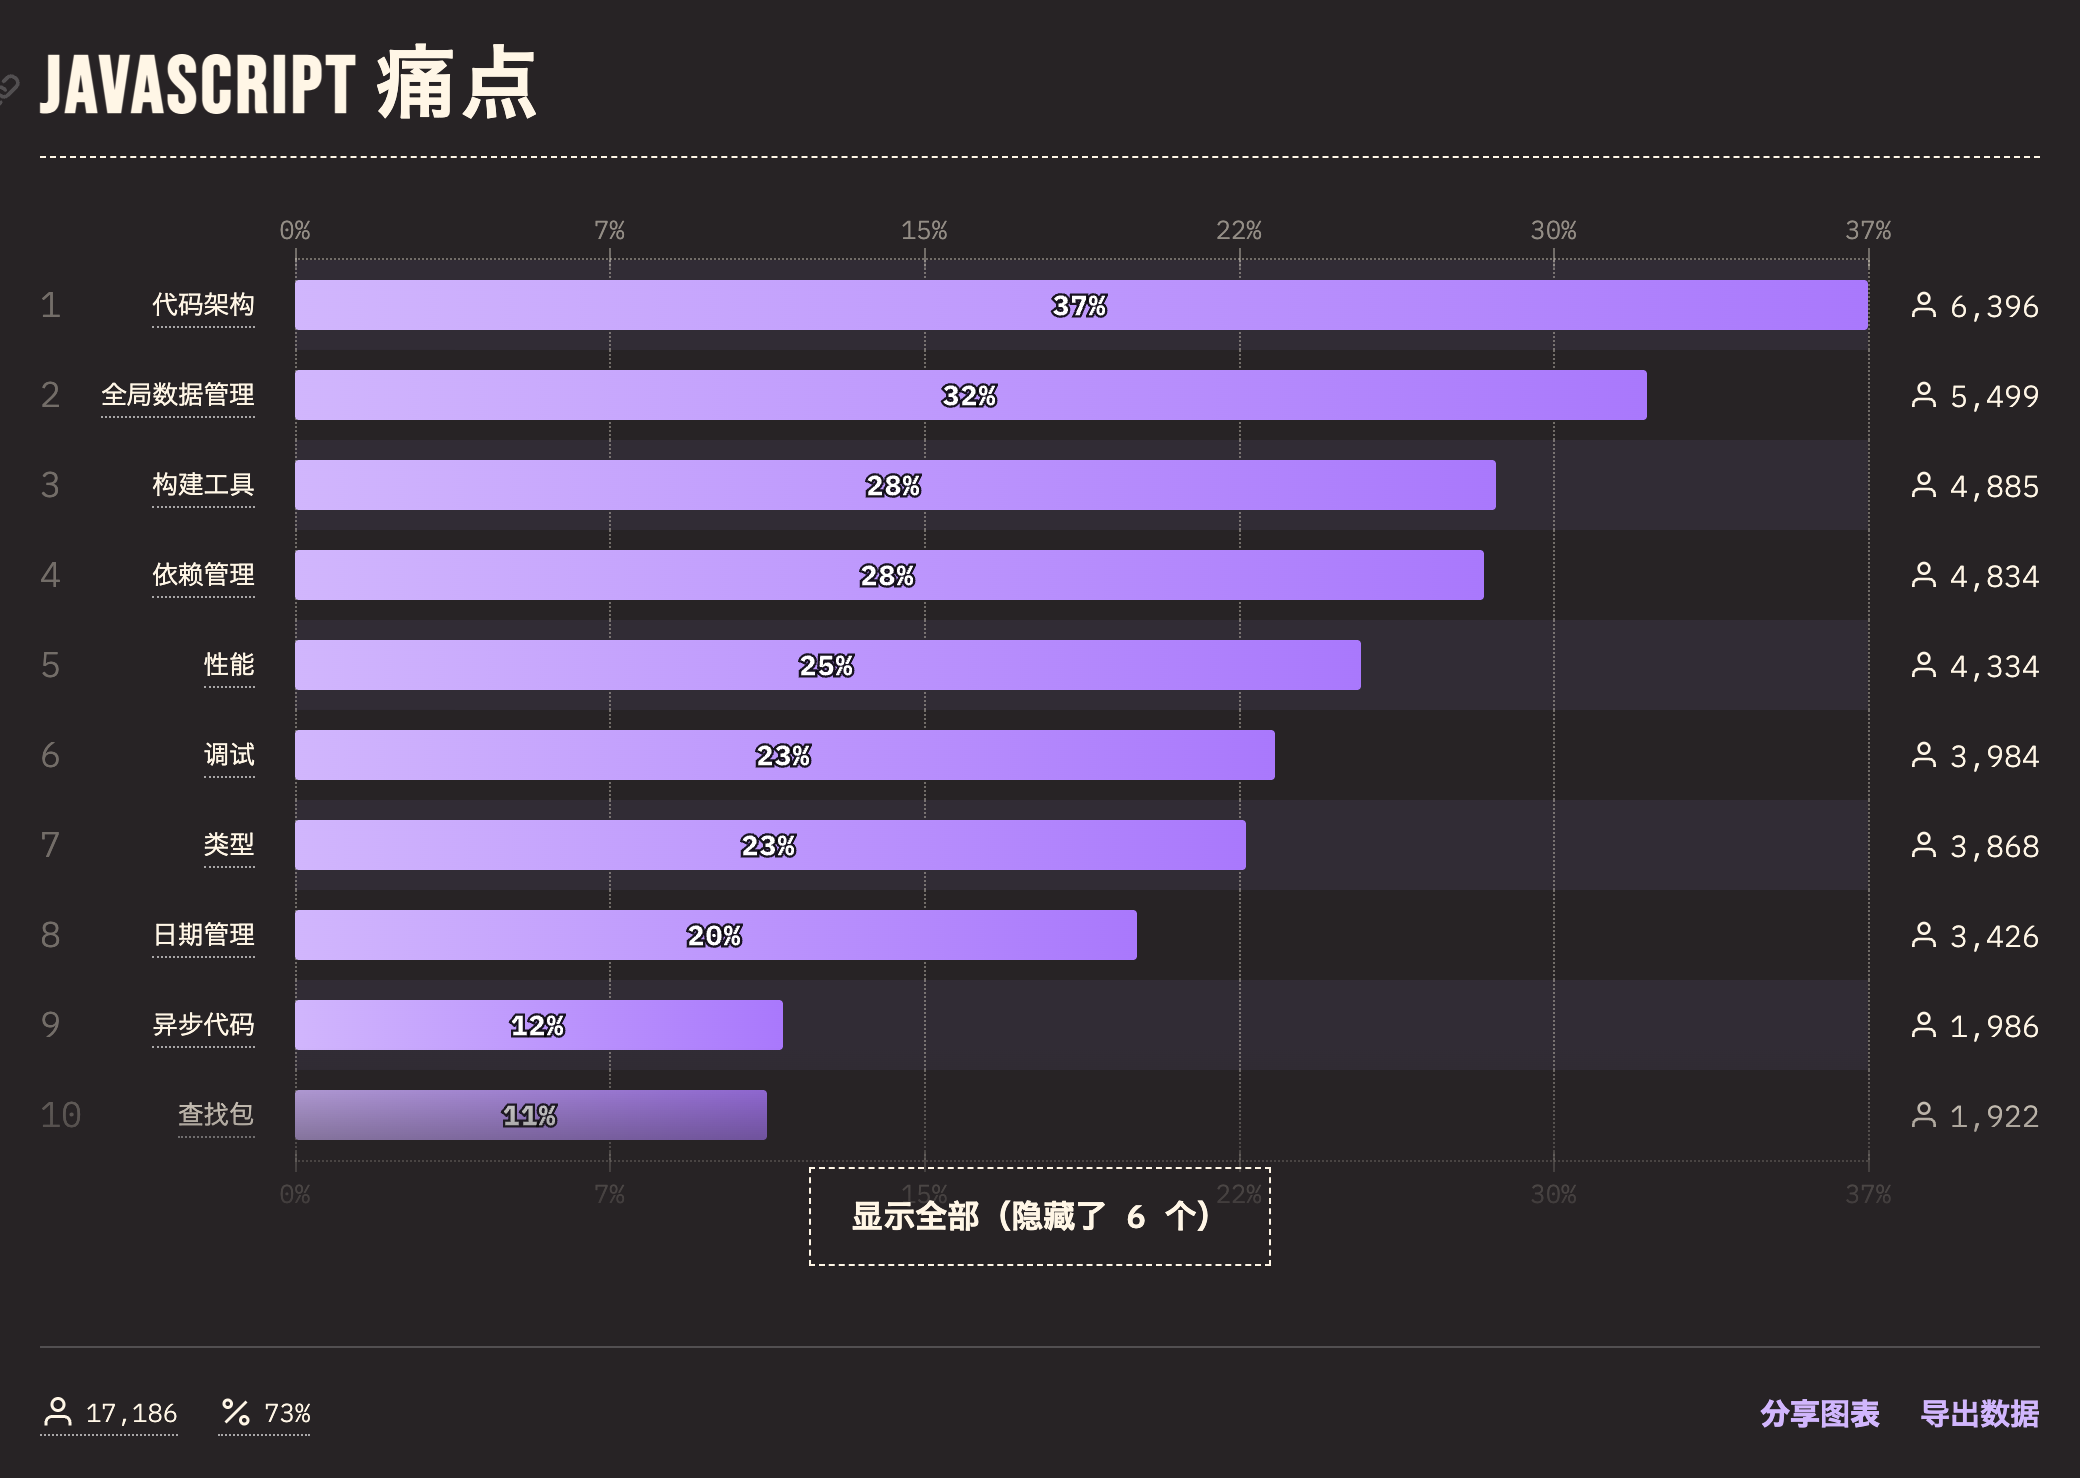 JAVASCRIPT 痛点
0% 7% 15% 22% 30% 37%
1 代码架构 37% 6,396
2 全局数据管理 32% 5,499
3 构建工具 28% 4,885
4 依赖管理 28% 4,834
5 性能 25% 4,334
6 调试 23% 3,984
7 类型 23% 3,868
8 日期管理 20% 3,426
9 异步代码 12% 1,986
10 查找包 11% 1,922
0% 7% 15% 22% 30% 37%
显示全部（隐藏了 6 个）
17,186 73% 分享图表 导出数据